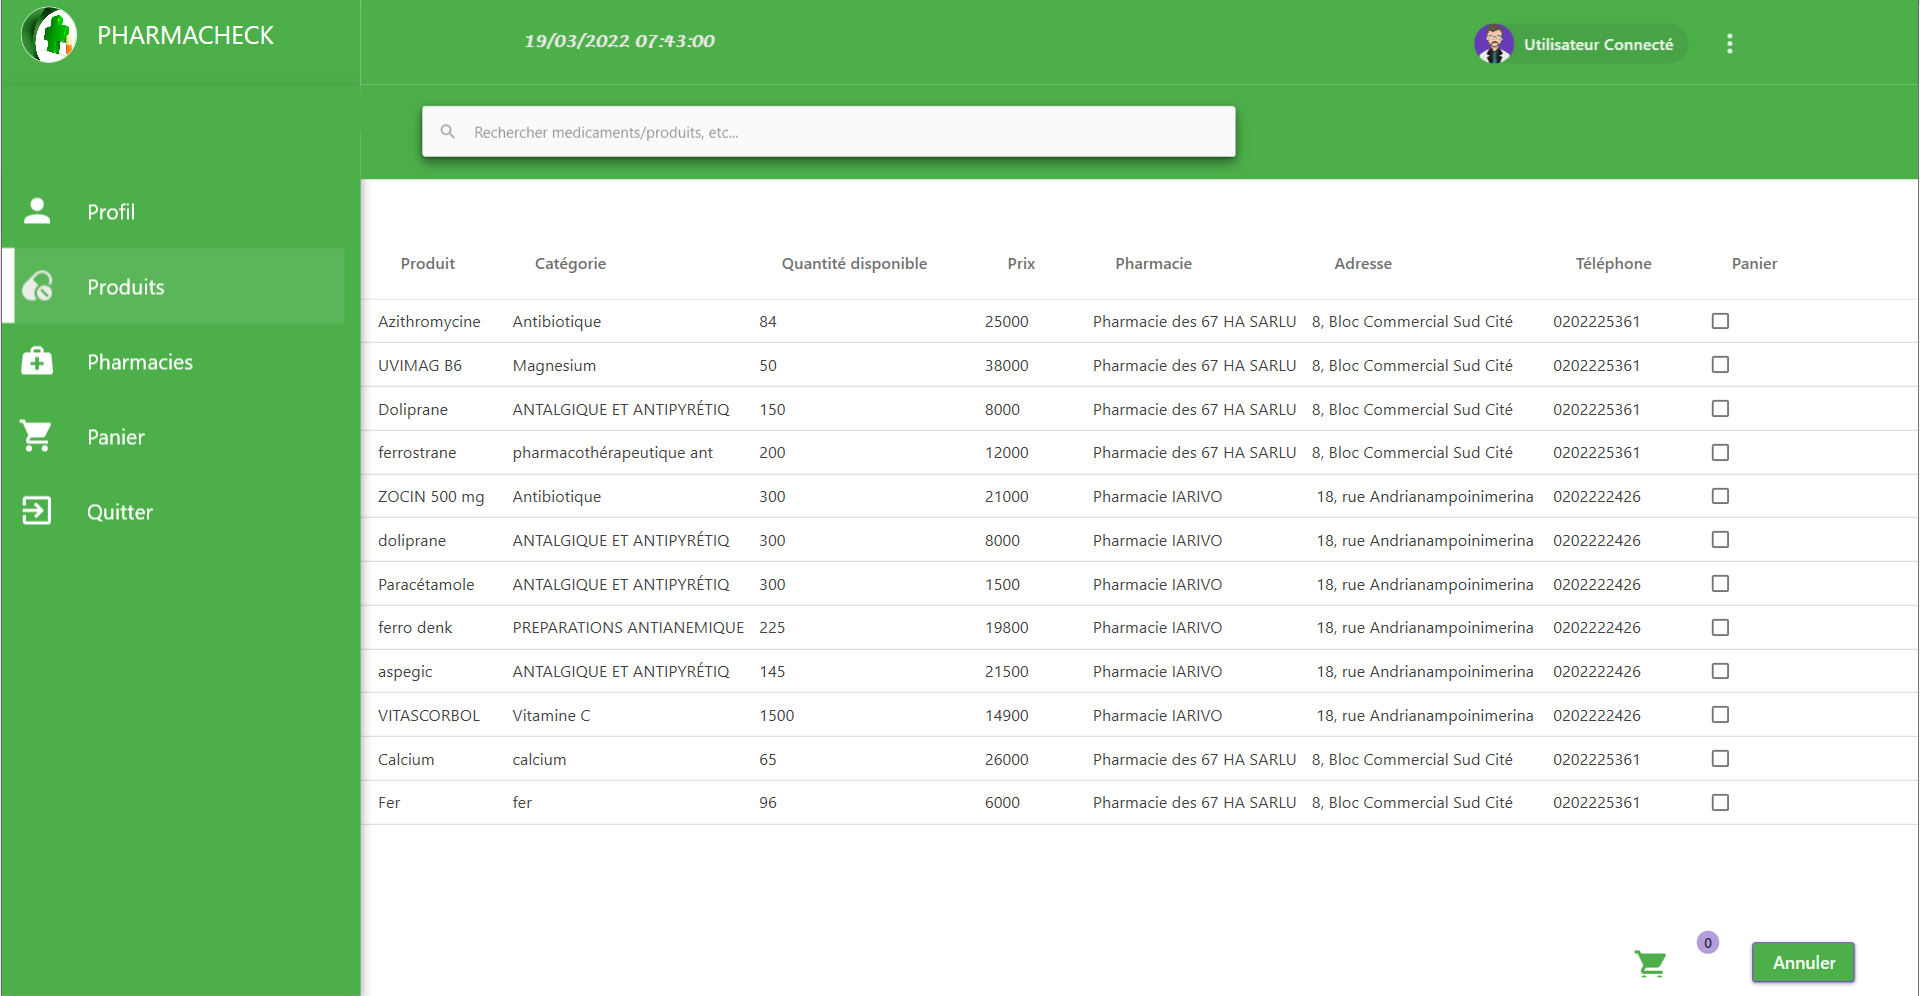 PHARMACHECK
19/03/2022 07:43:00
Utilisateur Connecté
Rechercher medicaments/produits, etc...
Profil
Produits
Pharmacies
Panier
Quitter
Produit Catégorie Quantité disponible Prix Pharmacie Adresse Téléphone Panier
Azithromycine Antibiotique 84 25000 Pharmacie des 67 HA SARLU 8, Bloc Commercial Sud Cité 0202225361
UVIMAG B6 Magnesium 50 38000 Pharmacie des 67 HA SARLU 8, Bloc Commercial Sud Cité 0202225361
Doliprane ANTALGIQUE ET ANTIPYRÉTIQ 150 8000 Pharmacie des 67 HA SARLU 8, Bloc Commercial Sud Cité 0202225361
ferrostrane pharmacothérapeutique ant 200 12000 Pharmacie des 67 HA SARLU 8, Bloc Commercial Sud Cité 0202225361
ZOCIN 500 mg Antibiotique 300 21000 Pharmacie IARIVO 18, rue Andrianampoinimerina 0202222426
doliprane ANTALGIQUE ET ANTIPYRÉTIQ 300 8000 Pharmacie IARIVO 18, rue Andrianampoinimerina 0202222426
Paracétamole ANTALGIQUE ET ANTIPYRÉTIQ 300 1500 Pharmacie IARIVO 18, rue Andrianampoinimerina 0202222426
ferro denk PREPARATIONS ANTIANEMIQUE 225 19800 Pharmacie IARIVO 18, rue Andrianampoinimerina 0202222426
aspegic ANTALGIQUE ET ANTIPYRÉTIQ 145 21500 Pharmacie IARIVO 18, rue Andrianampoinimerina 0202222426
VITASCORBOL Vitamine C 1500 14900 Pharmacie IARIVO 18, rue Andrianampoinimerina 0202222426
Calcium calcium 65 26000 Pharmacie des 67 HA SARLU 8, Bloc Commercial Sud Cité 0202225361
Fer fer 96 6000 Pharmacie des 67 HA SARLU 8, Bloc Commercial Sud Cité 0202225361
0
Annuler